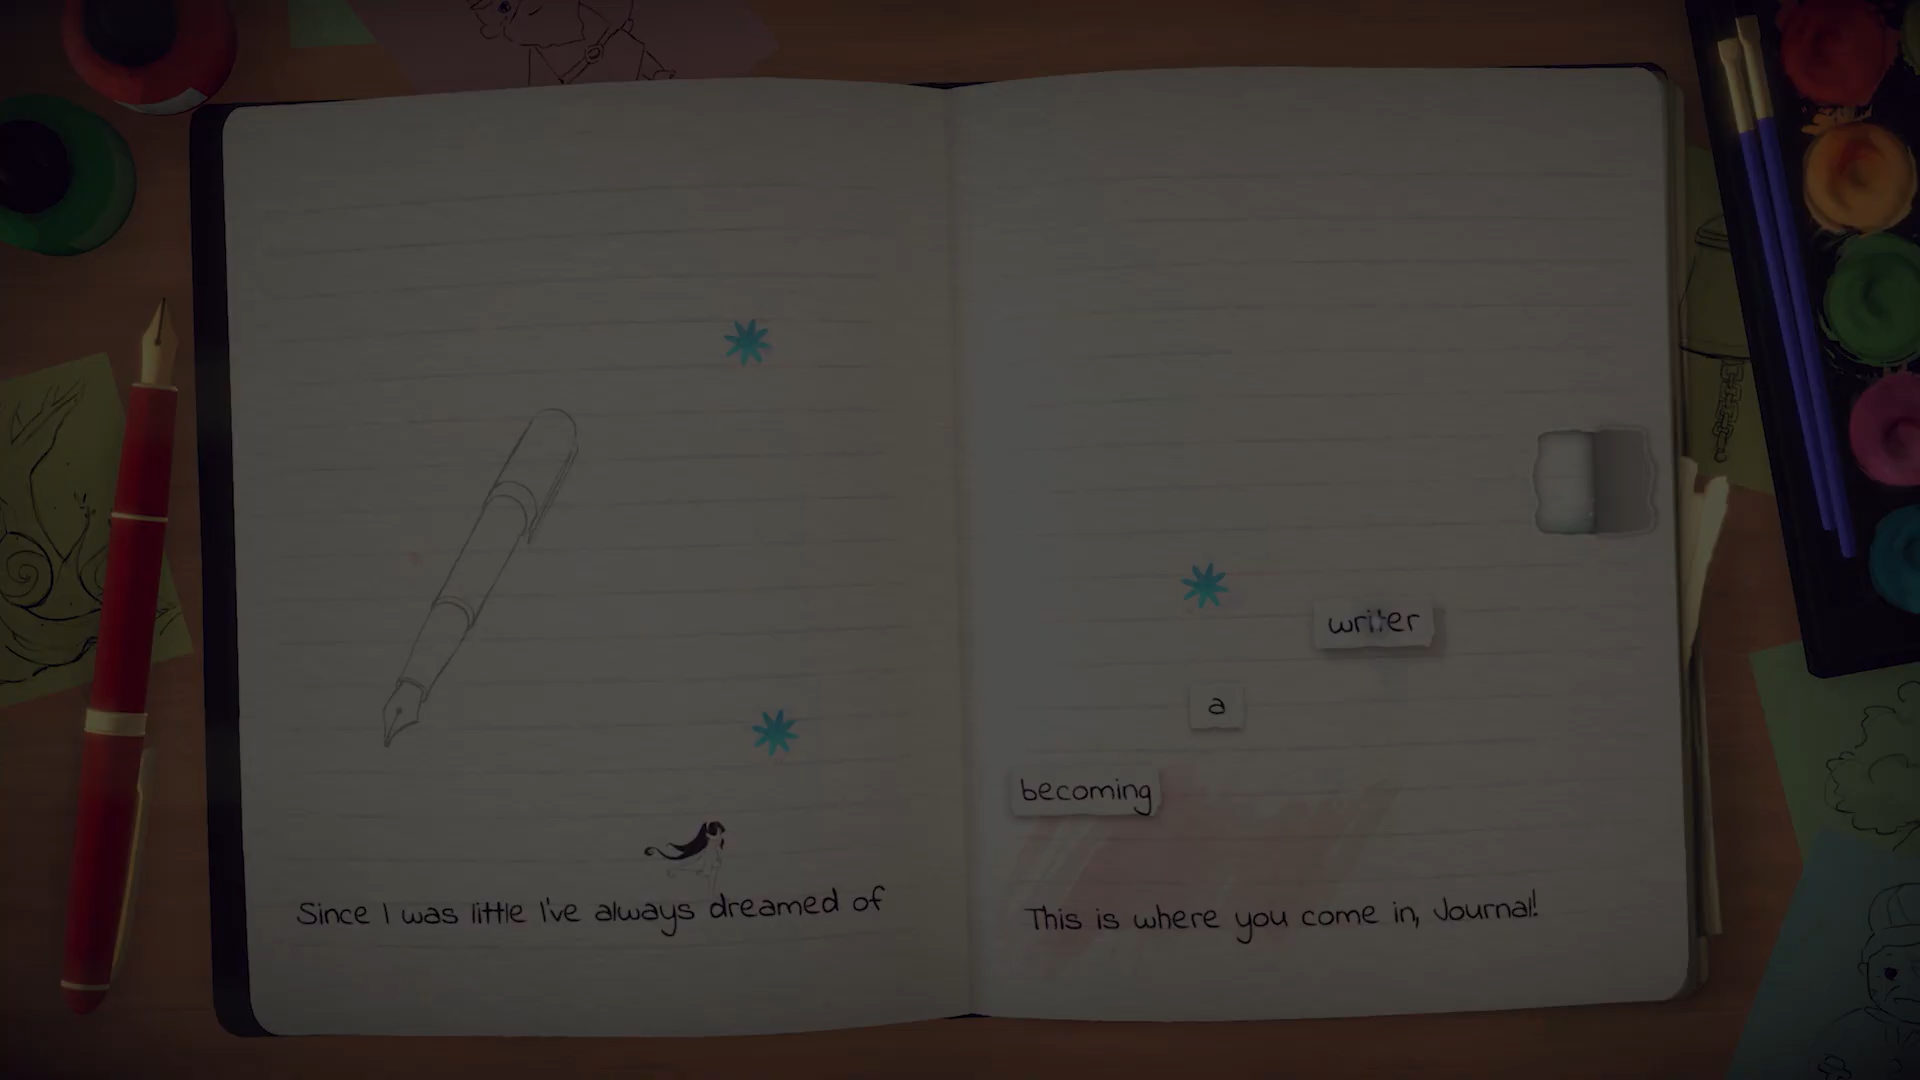 Since I was little I've always dreamed of
becoming
a
writer
This is where you come in, Journal!